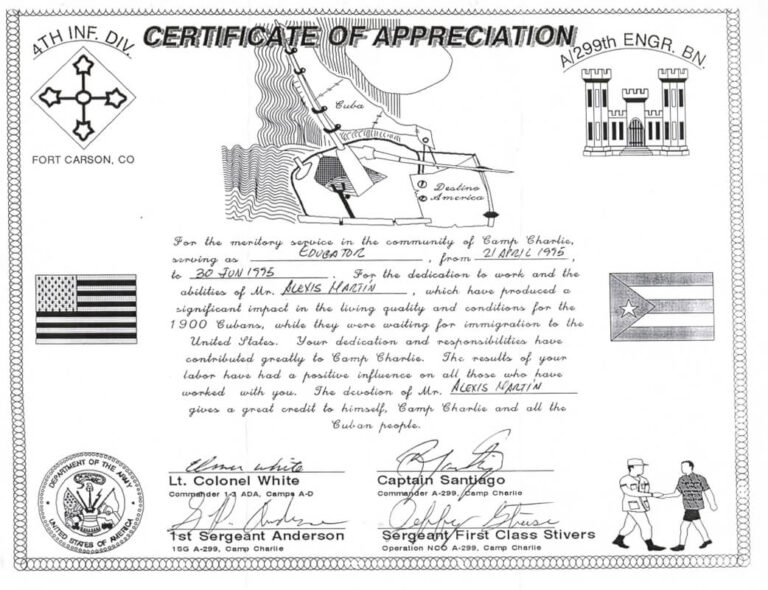 CERTIFICATE OF APPRECIATION
4TH INF. DIV.
FORT CARSON, CO
A/299th ENGR. BN.
Cuba
Destino
America
For the meritory service in the community of Camp Charlie,
serving as EDUCATOR, from 21 APRIL 1995,
to 30 JUN 1995. For the dedication to work and the
abilities of Mr. ALEXIS MARTIN, which have produced a
significant impact in the living quality and conditions for the
1900 Cubans, while they were waiting for immigration to the
United States. Your dedication and responsibilities have
contributed greatly to Camp Charlie. The results of your
labor have had a positive influence on all those who have
worked with you. The devotion of Mr. ALEXIS MARTIN
gives a great credit to himself, Camp Charlie and all the
Cuban people.
Elmer White
Lt. Colonel White
Commander 1-3 ADA, Camps A-D
Captain Santiago
Commander A-299, Camp Charlie
1st Sergeant Anderson
1SG A-299, Camp Charlie
Sergeant First Class Stivers
Operation NCO A-299, Camp Charlie
DEPARTMENT OF THE ARMY
UNITED STATES OF AMERICA